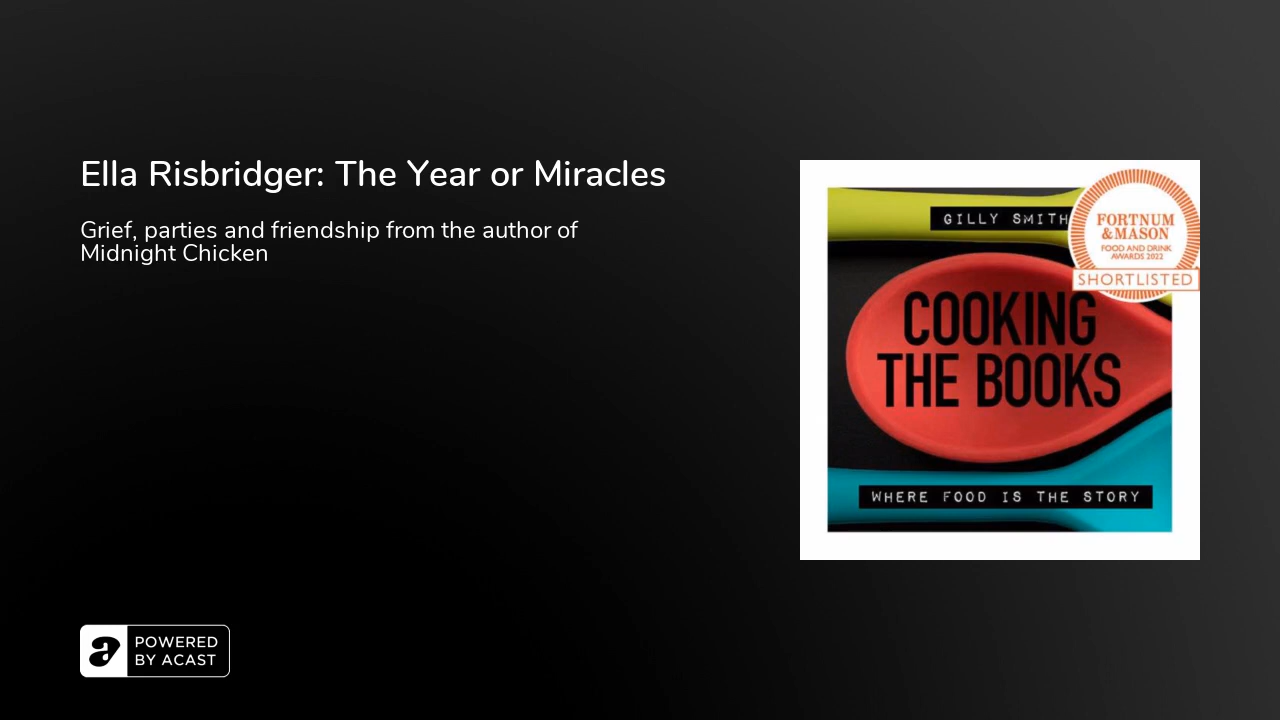 Ella Risbridger: The Year or Miracles
Grief, parties and friendship from the author of
Midnight Chicken
GILLY SMITH
FORTNUM
& MASON
FOOD AND DRINK
AWARDS 2022
SHORTLISTED
COOKING
THE BOOKS
WHERE FOOD IS THE STORY
a
POWERED
BY ACAST